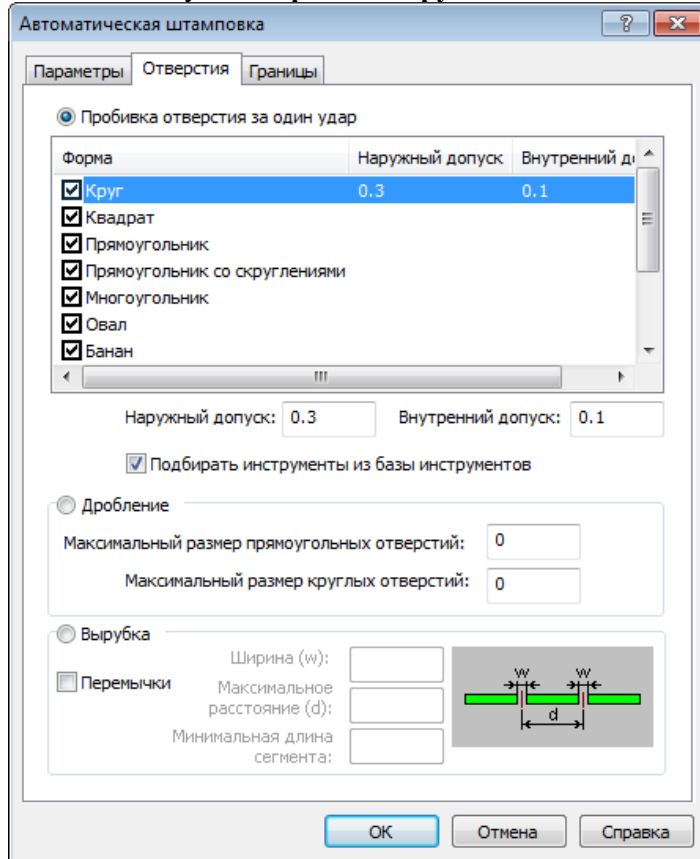 Автоматическая штамповка
Параметры Отверстия Границы
Пробивка отверстия за один удар
Форма Наружный допуск Внутренний д
Круг 0.3 0.1
Квадрат
Прямоугольник
Прямоугольник со скруглениями
Многоугольник
Овал
Банан
Наружный допуск: 0.3 Внутренний допуск: 0.1
Подбирать инструменты из базы инструментов
Дробление
Максимальный размер прямоугольных отверстий: 0
Максимальный размер круглых отверстий: 0
Вырубка
Ширина (w):
Перемычки
Максимальное
расстояние (d):
Минимальная длина
сегмента:
w w
d
ОК Отмена Справка